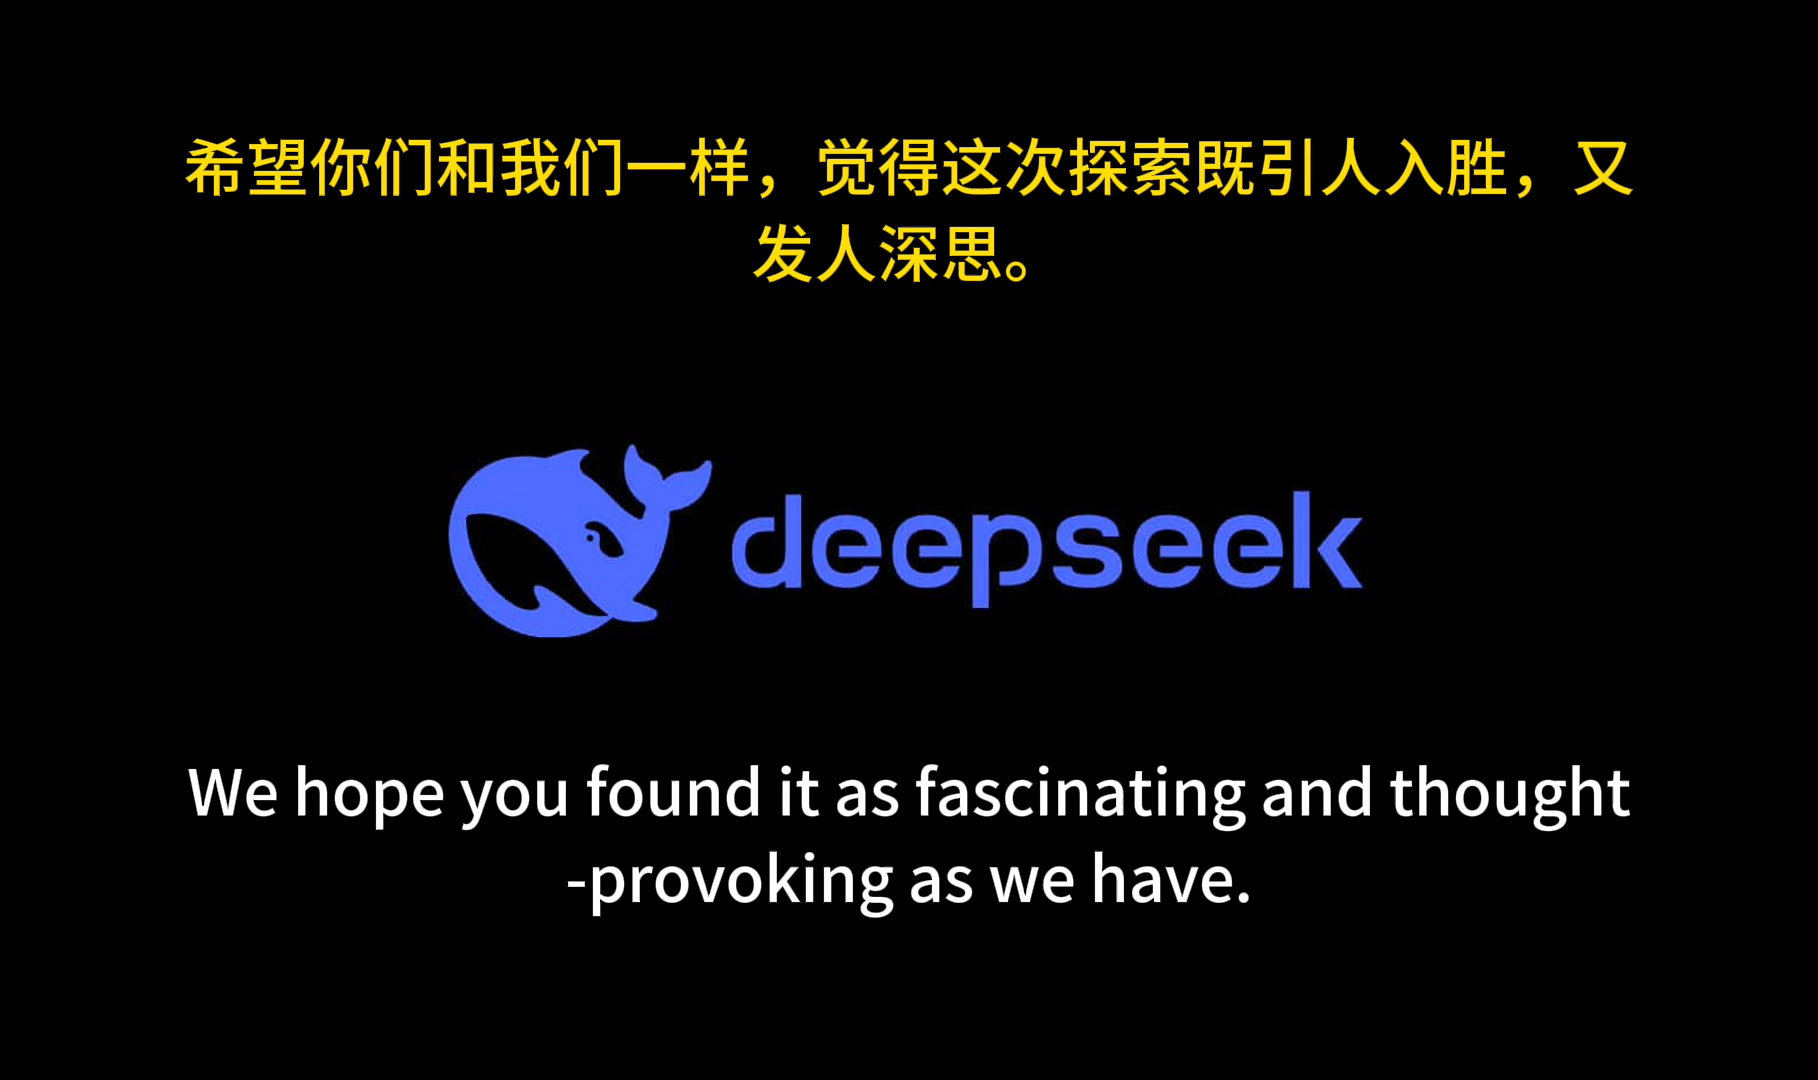 希望你们和我们一样，觉得这次探索既引人入胜，又
发人深思。
deepseek
We hope you found it as fascinating and thought
-provoking as we have.